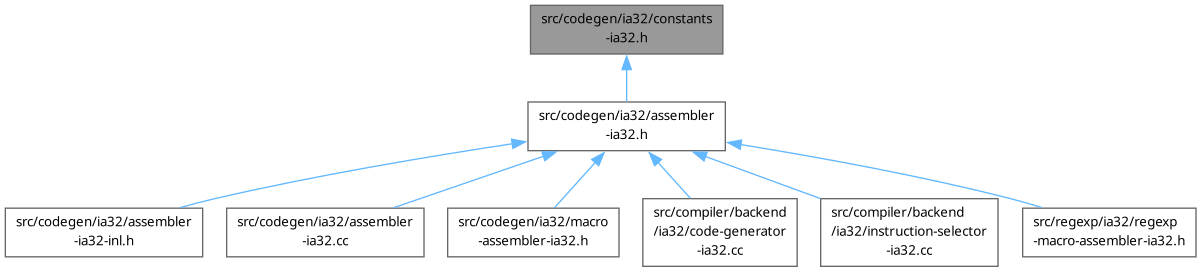 src/codegen/ia32/constants
-ia32.h
src/codegen/ia32/assembler
-ia32.h
src/codegen/ia32/assembler
-ia32-inl.h
src/codegen/ia32/assembler
-ia32.cc
src/codegen/ia32/macro
-assembler-ia32.h
src/compiler/backend
/ia32/code-generator
-ia32.cc
src/compiler/backend
/ia32/instruction-selector
-ia32.cc
src/regexp/ia32/regexp
-macro-assembler-ia32.h